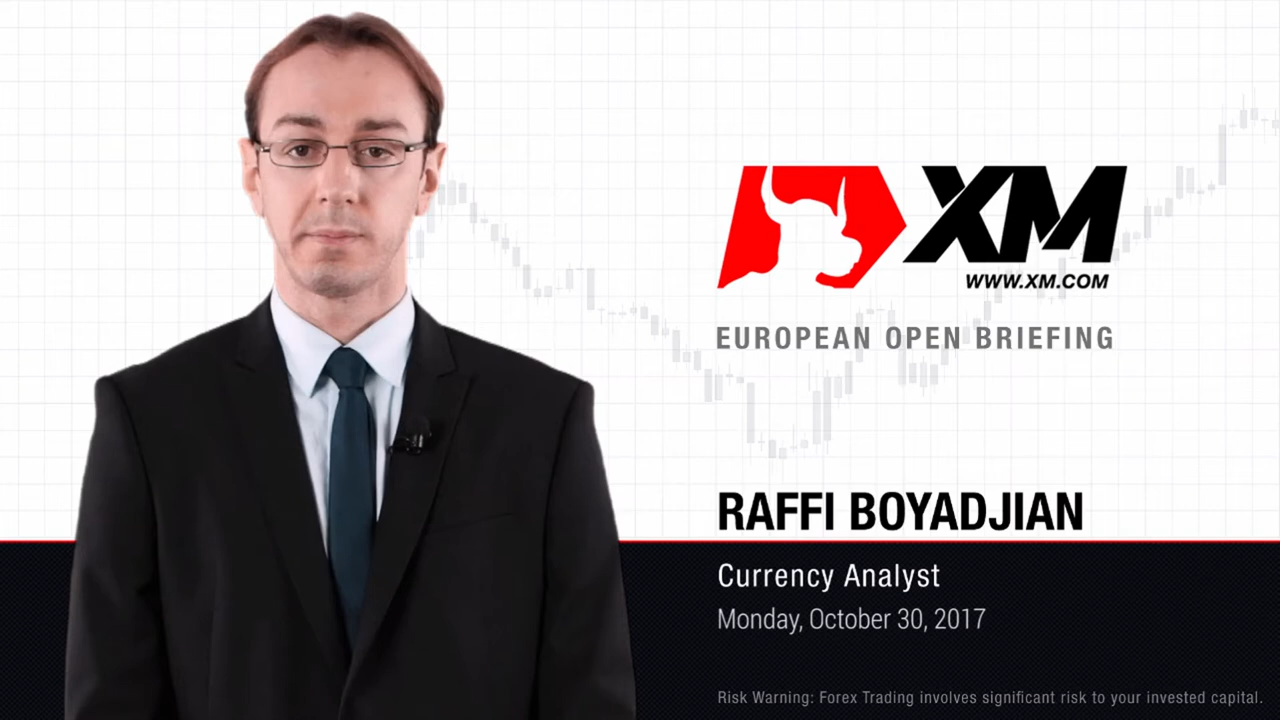 XM
WWW.XM.COM
EUROPEAN OPEN BRIEFING
RAFFI BOYADJIAN
Currency Analyst
Monday, October 30, 2017
Risk Warning: Forex Trading involves significant risk to your invested capital.